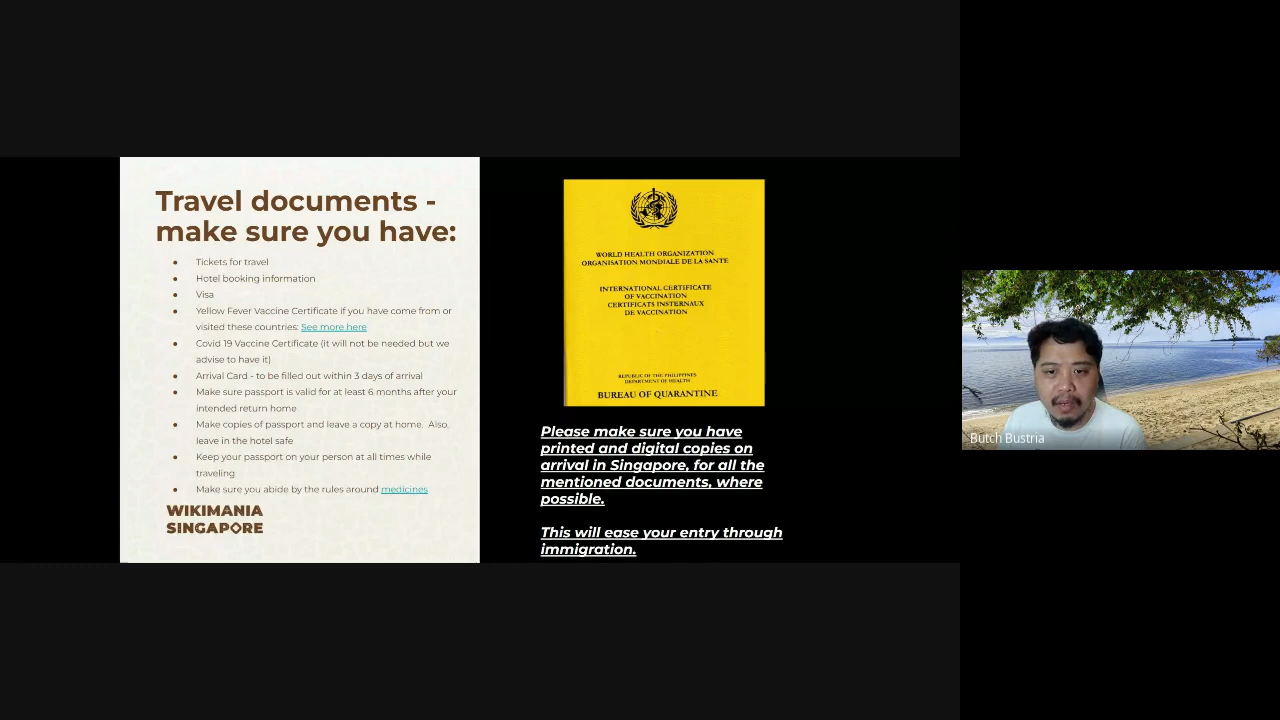 Travel documents -
make sure you have:
● Tickets for travel
● Hotel booking information
● Visa
● Yellow Fever Vaccine Certificate if you have come from or
visited these countries: See more here
● Covid 19 Vaccine Certificate (it will not be needed but we
advise to have it)
● Arrival Card - to be filled out within 3 days of arrival
● Make sure passport is valid for at least 6 months after your
intended return home
● Make copies of passport and leave a copy at home. Also,
leave in the hotel safe
● Keep your passport on your person at all times while
traveling
● Make sure you abide by the rules around medicines
WIKIMANIA
SINGAPORE
WORLD HEALTH ORGANIZATION
ORGANISATION MONDIALE DE LA SANTE
INTERNATIONAL CERTIFICATE
OF VACCINATION
CERTIFICATS INSTERNAUX
DE VACCINATION
REPUBLIC OF THE PHILIPPINES
DEPARTMENT OF HEALTH
BUREAU OF QUARANTINE
Please make sure you have
printed and digital copies on
arrival in Singapore, for all the
mentioned documents, where
possible.
This will ease your entry through
immigration.
Butch Bustria